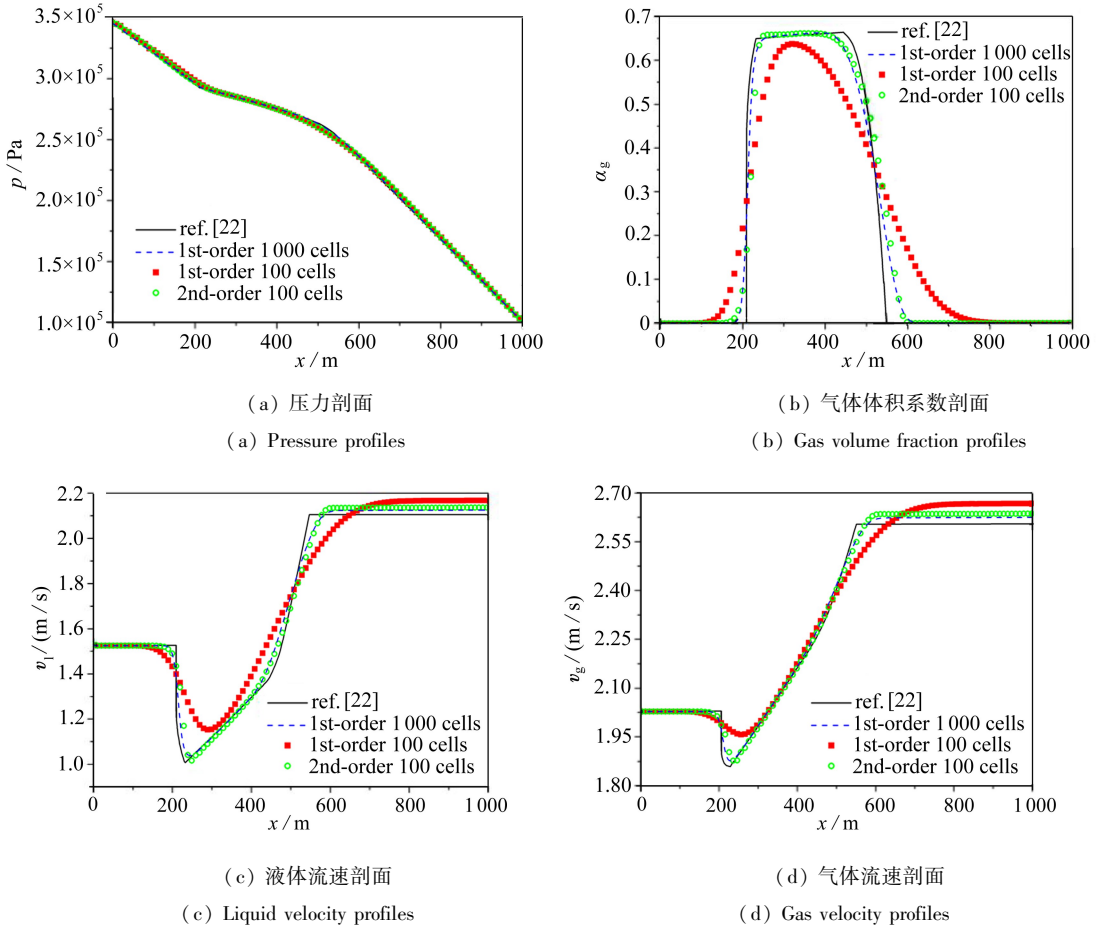 3.5×10⁵
3.0×10⁵
2.5×10⁵
2.0×10⁵
1.5×10⁵
1.0×10⁵
p / Pa
ref. [22]
1st-order 1 000 cells
1st-order 100 cells
2nd-order 100 cells
0 200 400 600 800 1 000
x / m
(a) 压力剖面
(a) Pressure profiles
0.7
0.6
0.5
0.4
0.3
0.2
0.1
0
αg
ref. [22]
1st-order 1 000 cells
1st-order 100 cells
2nd-order 100 cells
0 200 400 600 800 1 000
x / m
(b) 气体体积系数剖面
(b) Gas volume fraction profiles
2.2
2.0
1.8
1.6
1.4
1.2
1.0
vl / (m / s)
ref. [22]
1st-order 1 000 cells
1st-order 100 cells
2nd-order 100 cells
0 200 400 600 800 1 000
x / m
(c) 液体流速剖面
(c) Liquid velocity profiles
2.70
2.55
2.40
2.25
2.10
1.95
1.80
vg / (m / s)
ref. [22]
1st-order 1 000 cells
1st-order 100 cells
2nd-order 100 cells
0 200 400 600 800 1 000
x / m
(d) 气体流速剖面
(d) Gas velocity profiles